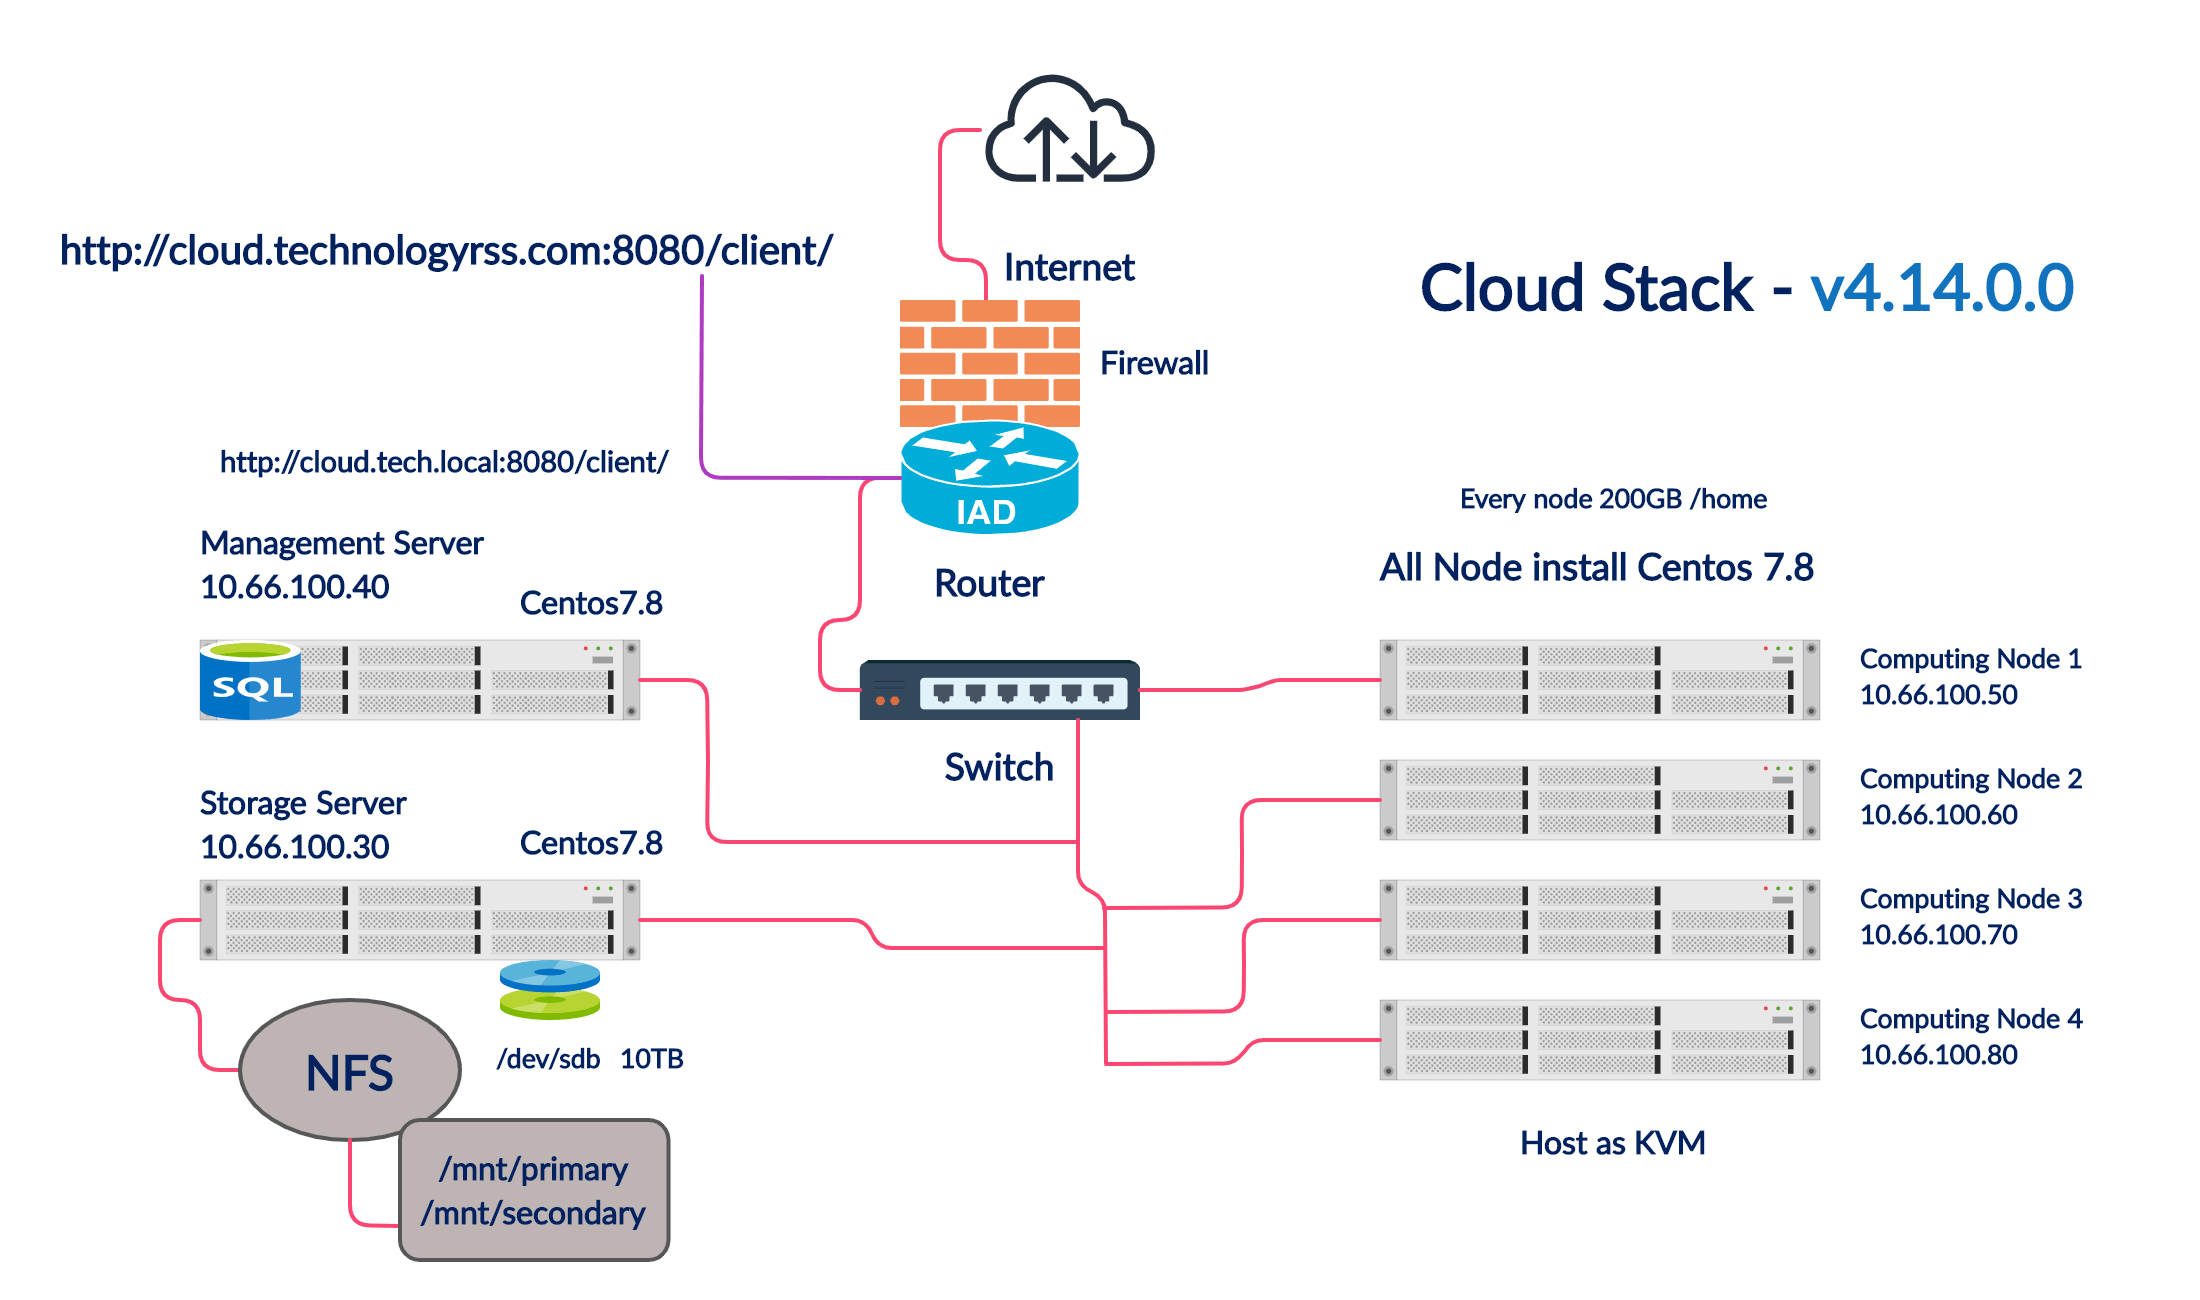 Internet
http://cloud.technologyrss.com:8080/client/
Cloud Stack - v4.14.0.0
Firewall
http://cloud.tech.local:8080/client/
IAD
Router
Every node 200GB /home
All Node install Centos 7.8
Management Server
10.66.100.40
Centos7.8
SQL
Switch
Computing Node 1
10.66.100.50
Computing Node 2
10.66.100.60
Storage Server
10.66.100.30
Centos7.8
Computing Node 3
10.66.100.70
Computing Node 4
10.66.100.80
NFS
/dev/sdb 10TB
/mnt/primary
/mnt/secondary
Host as KVM